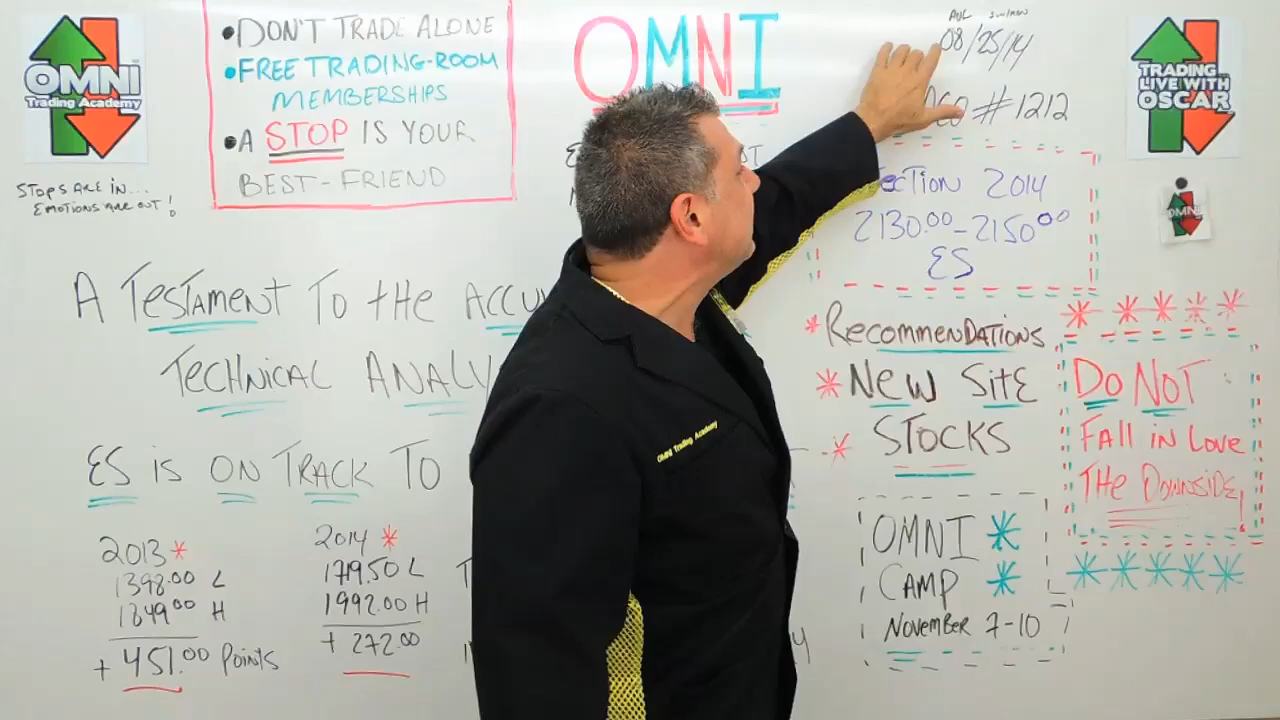 OMNI
Trading Academy
STOPS ARE IN...
EMOTIONS ARE OUT!
• DON'T TRADE ALONE
• FREE TRADING-ROOM
MEMBERSHIPS
• A STOP IS YOUR
BEST-FRIEND
OMNI
08/25/14
#1212
TRADING
LIVE WITH
OSCAR
OMNI
2014
2130.00-2150.00
ES
A TESTAMENT TO THE
TECHNICAL
ES IS ON TRACK TO
2013 *
1398.00 L
1849.00 H
+ 451.00 POINTS
2014 *
1719.50 L
1992.00 H
+ 272.00
OMNI Trading Academy
* RECOMMENDATIONS
* NEW SITE
* STOCKS
OMNI *
CAMP *
NOVEMBER 7-10
* * * * *
DO NOT
FALL IN LOVE
THE DOWNSIDE!
* * * * *